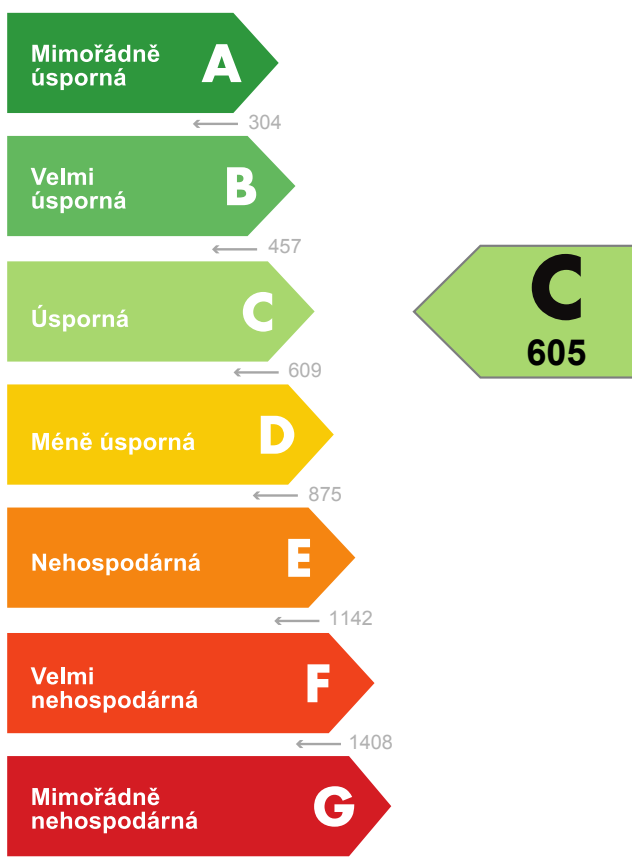 Mimořádně
úsporná
A
304
Velmi
úsporná
B
457
Úsporná
C
609
C
605
Méně úsporná
D
875
Nehospodárná
E
1142
Velmi
nehospodárná
F
1408
Mimořádně
nehospodárná
G